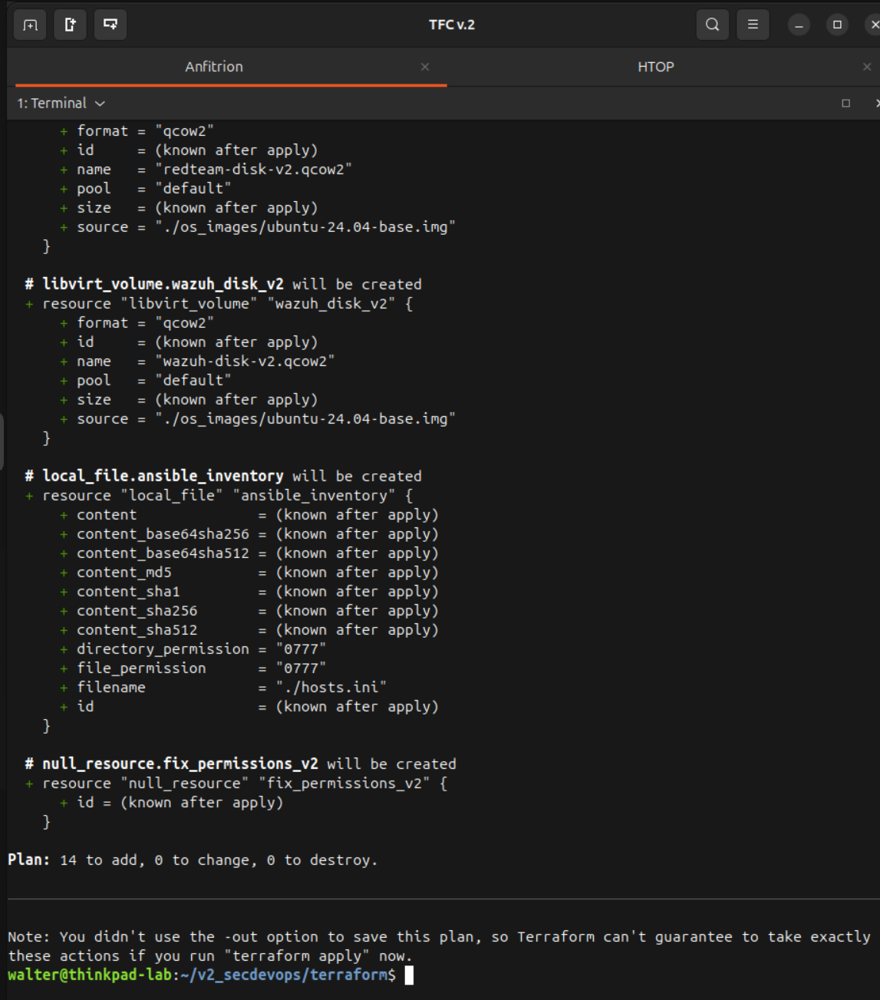 TFC v.2
Anfitrion
HTOP
1: Terminal
+ format = "qcow2"
+ id     = (known after apply)
+ name   = "redteam-disk-v2.qcow2"
+ pool   = "default"
+ size   = (known after apply)
+ source = "./os_images/ubuntu-24.04-base.img"
}
# libvirt_volume.wazuh_disk_v2 will be created
+ resource "libvirt_volume" "wazuh_disk_v2" {
+ format = "qcow2"
+ id     = (known after apply)
+ name   = "wazuh-disk-v2.qcow2"
+ pool   = "default"
+ size   = (known after apply)
+ source = "./os_images/ubuntu-24.04-base.img"
}
# local_file.ansible_inventory will be created
+ resource "local_file" "ansible_inventory" {
+ content              = (known after apply)
+ content_base64sha256 = (known after apply)
+ content_base64sha512 = (known after apply)
+ content_md5          = (known after apply)
+ content_sha1         = (known after apply)
+ content_sha256       = (known after apply)
+ content_sha512       = (known after apply)
+ directory_permission = "0777"
+ file_permission      = "0777"
+ filename             = "./hosts.ini"
+ id                   = (known after apply)
}
# null_resource.fix_permissions_v2 will be created
+ resource "null_resource" "fix_permissions_v2" {
+ id = (known after apply)
}
Plan: 14 to add, 0 to change, 0 to destroy.
Note: You didn't use the -out option to save this plan, so Terraform can't guarantee to take exactly
these actions if you run "terraform apply" now.
walter@thinkpad-lab:~/v2_secdevops/terraform$